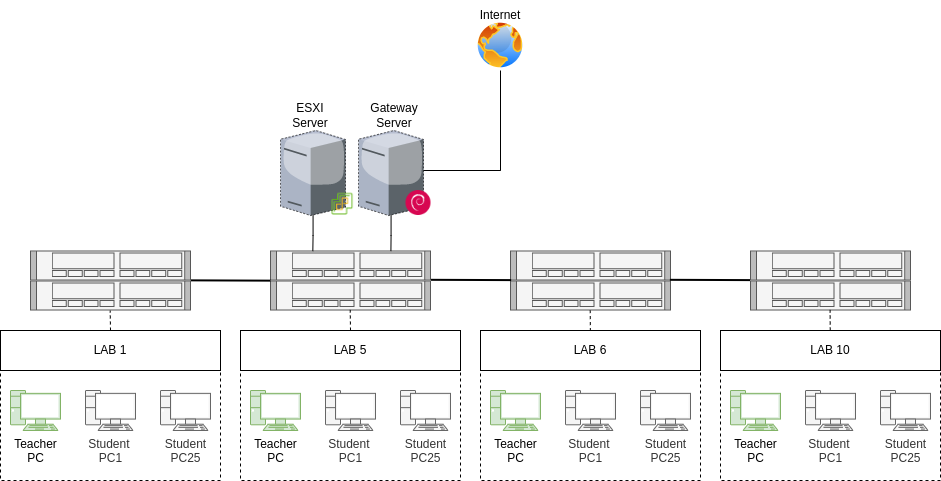 Internet
ESXI
Server
Gateway
Server
LAB 1
LAB 5
LAB 6
LAB 10
Teacher
PC
Student
PC1
Student
PC25
Teacher
PC
Student
PC1
Student
PC25
Teacher
PC
Student
PC1
Student
PC25
Teacher
PC
Student
PC1
Student
PC25